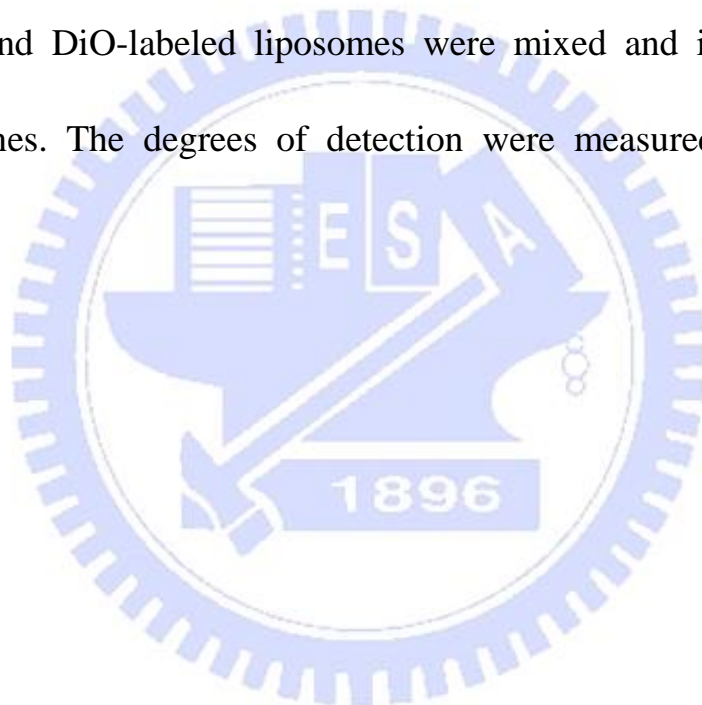 nd DiO-labeled liposomes were mixed and i
nes. The degrees of detection were measured
E S A
1896